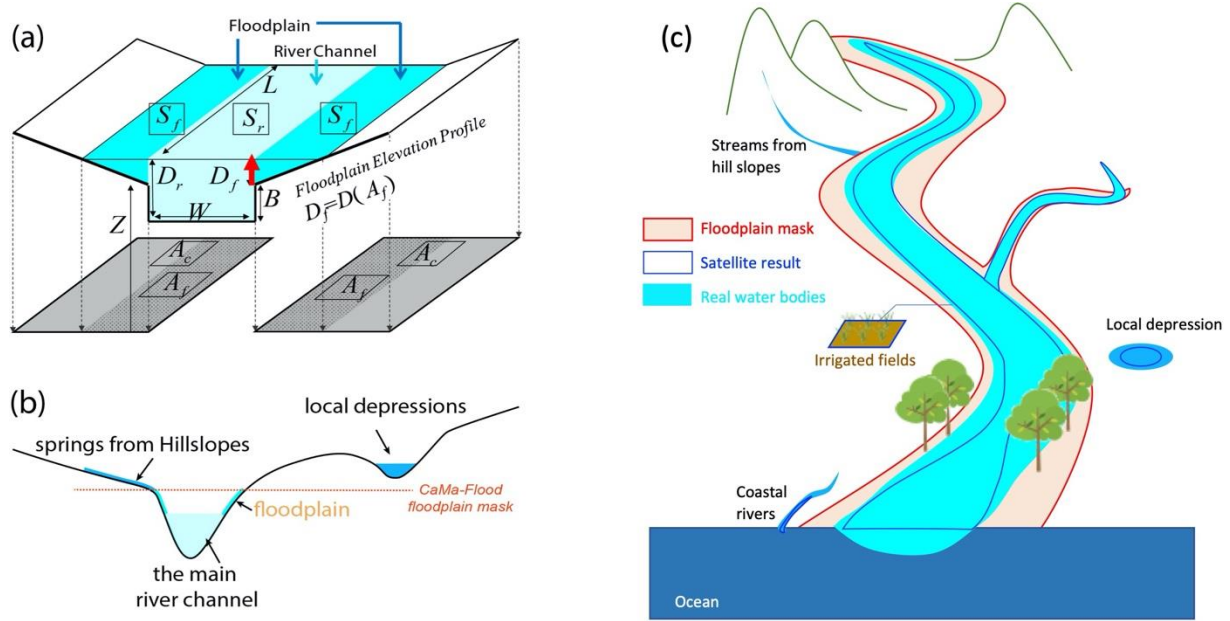 (a)
Floodplain
River Channel
L
S_f
S_r
S_f
D_r
D_f
Floodplain Elevation Profile
D_f=D(A_f)
B
W
Z
A_c
A_f
A_c
A_f
(b)
local depressions
springs from Hillslopes
CaMa-Flood
floodplain mask
floodplain
the main
river channel
(c)
Streams from
hill slopes
Floodplain mask
Satellite result
Real water bodies
Local depression
Irrigated fields
Coastal
rivers
Ocean